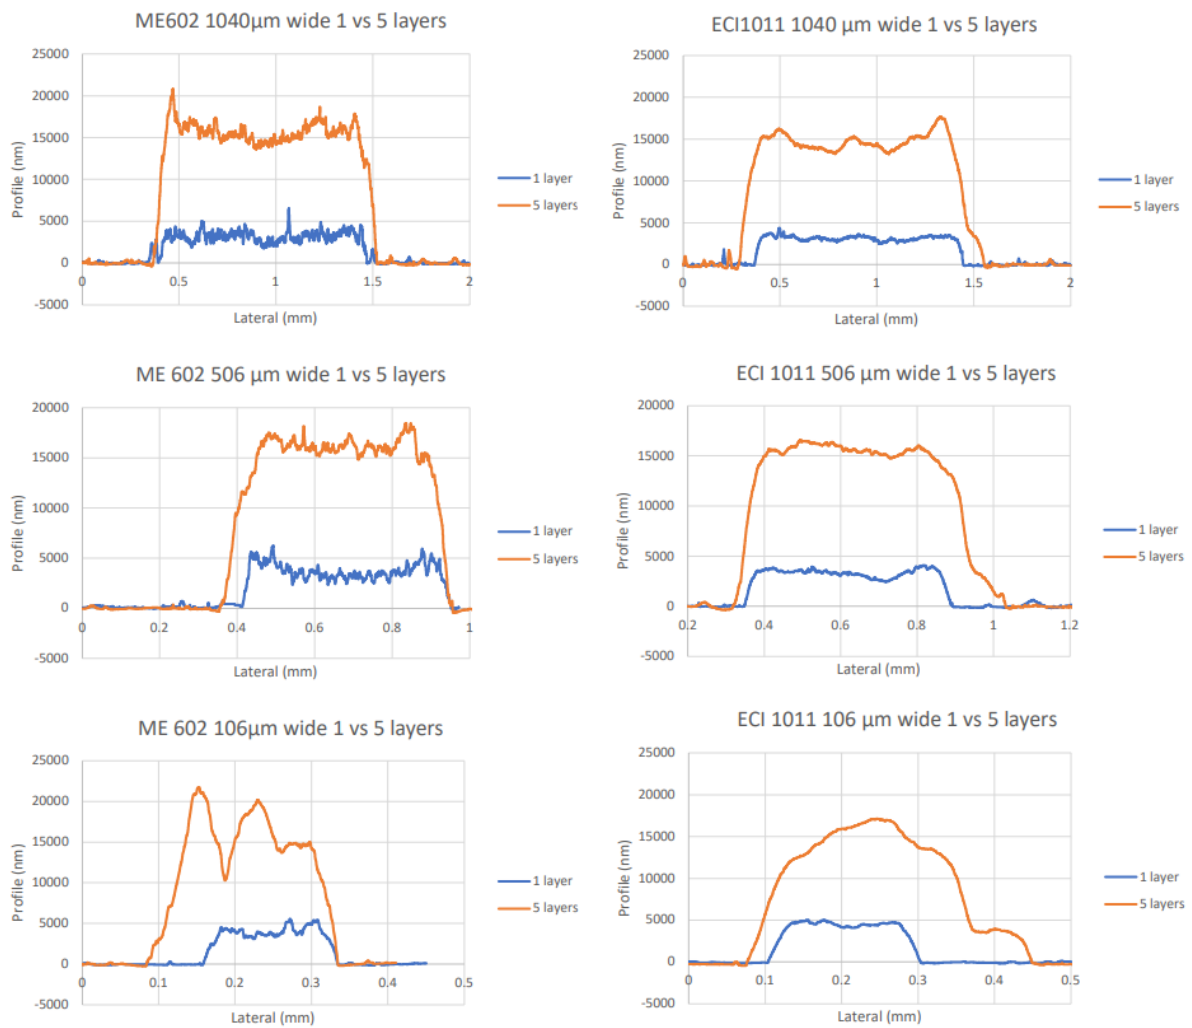 ME602 1040µm wide 1 vs 5 layers
25000
20000
15000
10000
5000
0
-5000
Profile (nm)
0
0.5
1
1.5
2
Lateral (mm)
1 layer
5 layers
ECI1011 1040 µm wide 1 vs 5 layers
25000
20000
15000
10000
5000
0
-5000
Profile (nm)
0
0.5
1
1.5
2
Lateral (mm)
1 layer
5 layers
ME 602 506 µm wide 1 vs 5 layers
20000
15000
10000
5000
0
-5000
Profile (nm)
0
0.2
0.4
0.6
0.8
1
Lateral (mm)
1 layer
5 layers
ECI 1011 506 µm wide 1 vs 5 layers
20000
15000
10000
5000
0
-5000
Profile (nm)
0.2
0.4
0.6
0.8
1
1.2
Lateral (mm)
1 layer
5 layers
ME 602 106µm wide 1 vs 5 layers
25000
20000
15000
10000
5000
0
-5000
Profile (nm)
0
0.1
0.2
0.3
0.4
0.5
Lateral (mm)
1 layer
5 layers
ECI 1011 106 µm wide 1 vs 5 layers
25000
20000
15000
10000
5000
0
-5000
Profile (nm)
0
0.1
0.2
0.3
0.4
0.5
Lateral (mm)
1 layer
5 layers